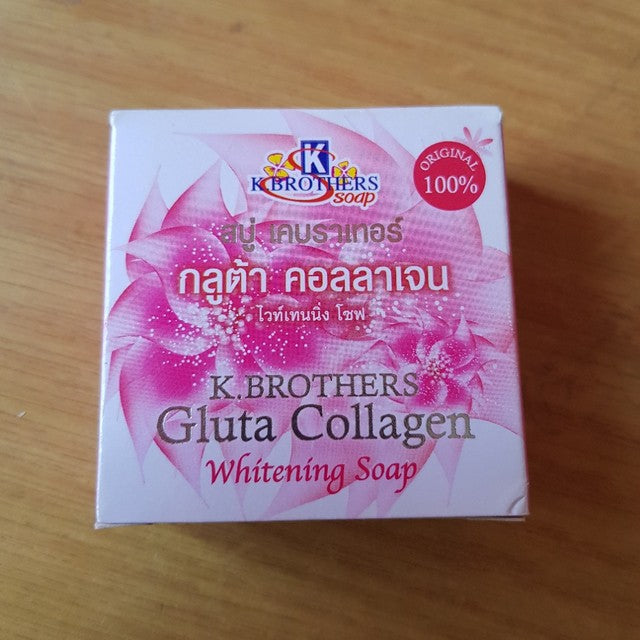 K
K.BROTHERS
soap
ORIGINAL
100%
สบู่ เคบราเทอร์
กลูต้า คอลลาเจน
ไวท์เทนนิ่ง โซฟ
K.BROTHERS
Gluta Collagen
Whitening Soap